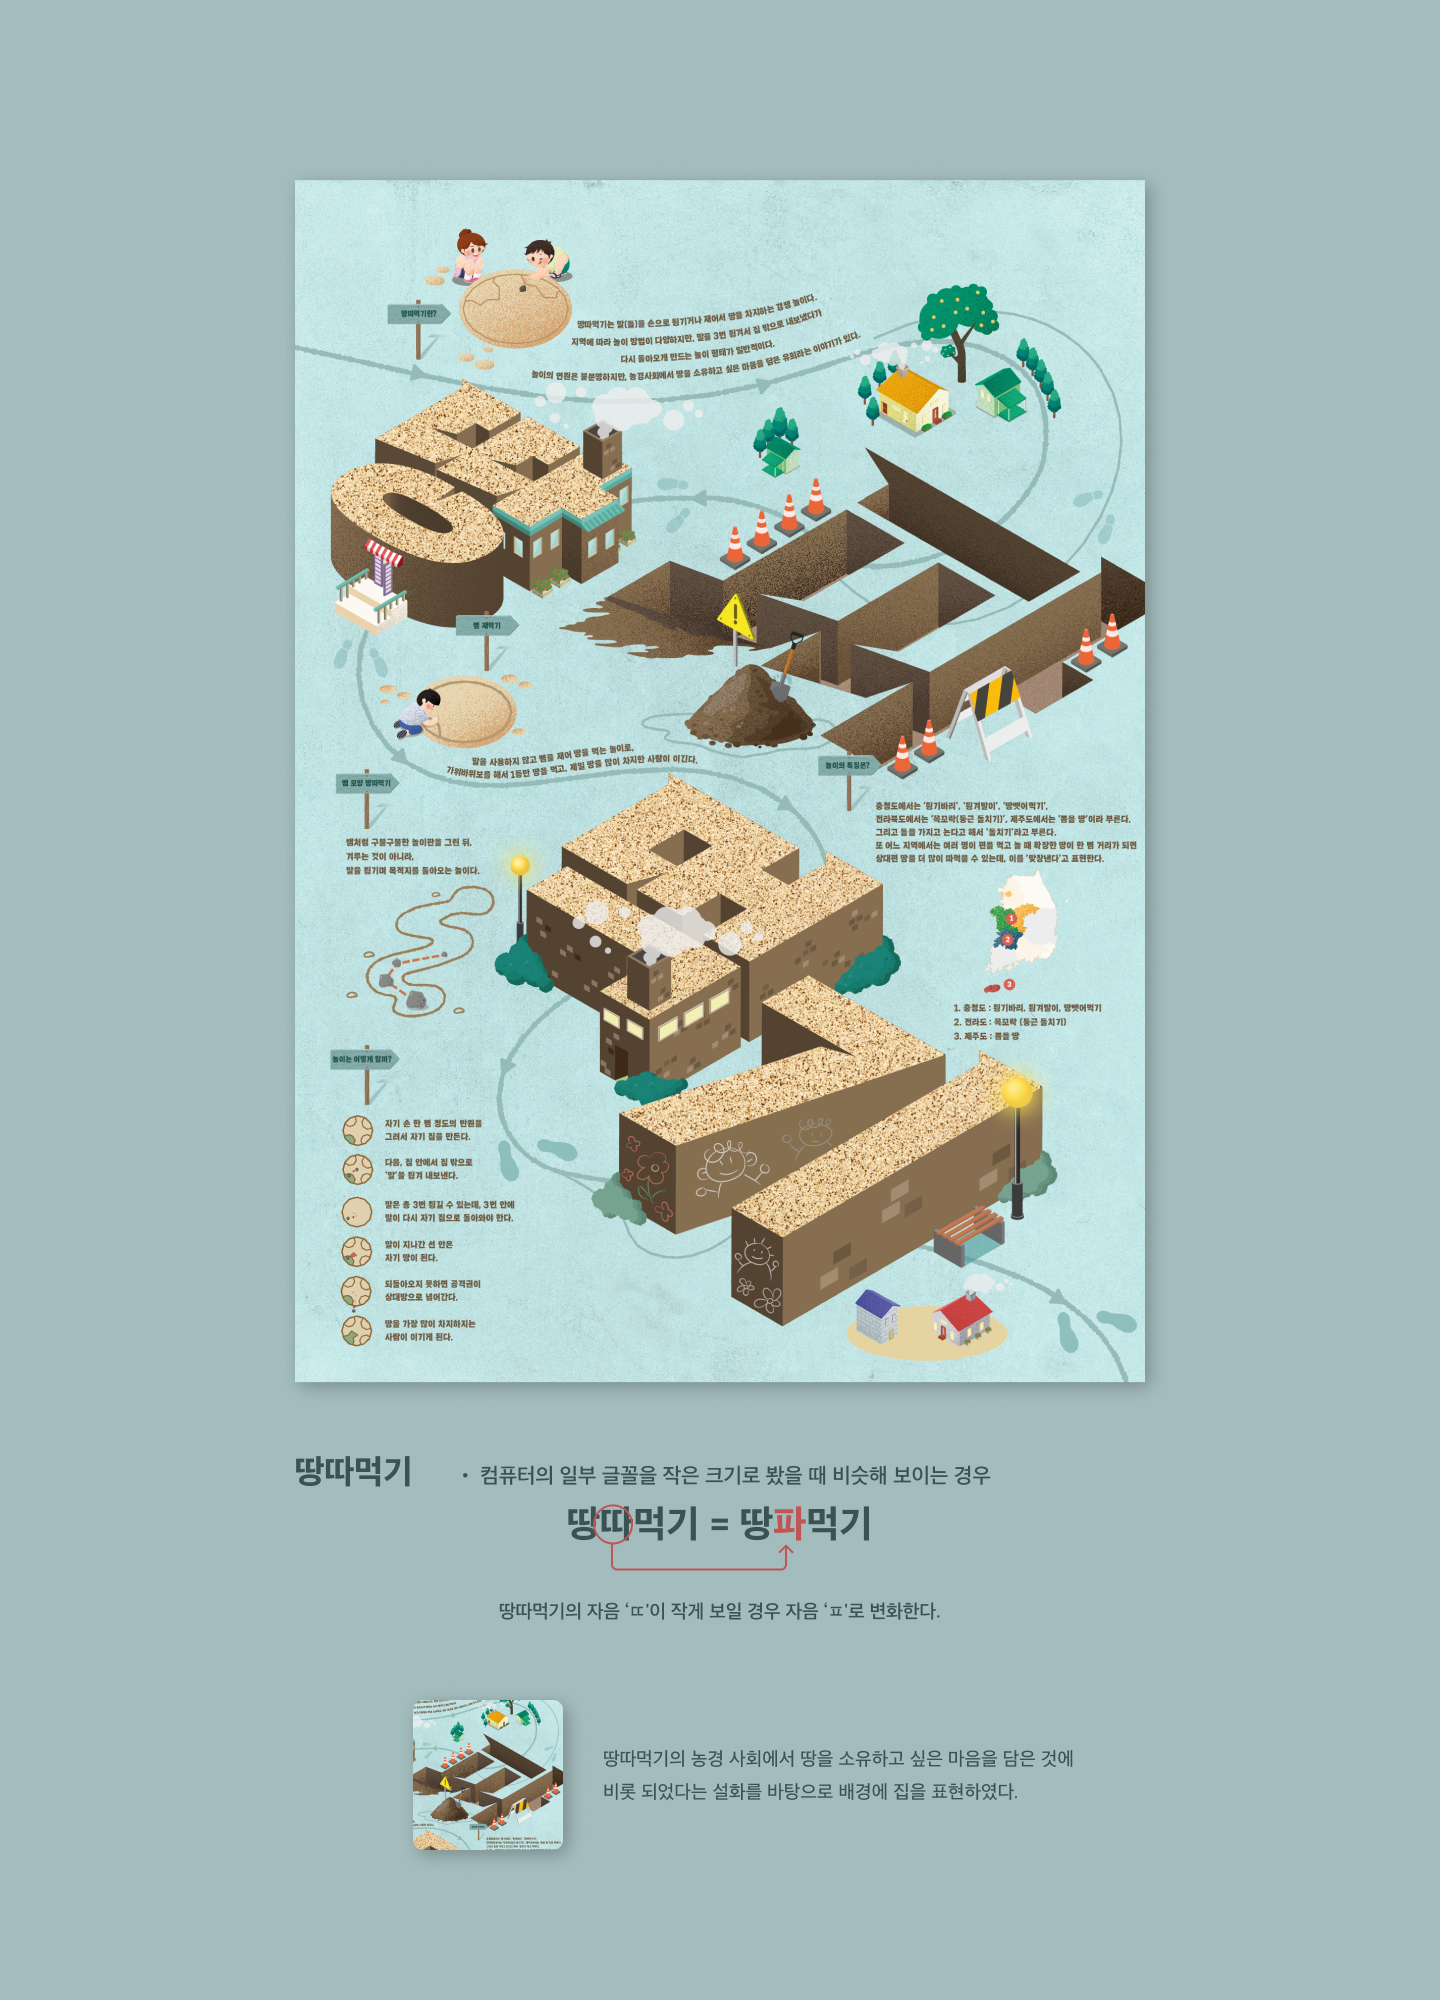 땅따먹기란?
땅따먹기는 말(돌)을 손으로 튕기거나 재어서 땅을 차지하는 경쟁 놀이다.
지역에 따라 놀이 방법이 다양하지만, 말을 3번 튕겨서 집 밖으로 내보냈다가
다시 돌아오게 만드는 놀이 형태가 일반적이다.
놀이의 연원은 불분명하지만, 농경사회에서 땅을 소유하고 싶은 마음을 담은 유희라는 이야기가 있다.
땅
따
먹
기
뼘 재먹기
말을 사용하지 않고 뼘을 재어 땅을 먹는 놀이로,
가위바위보를 해서 1등만 땅을 먹고, 제일 땅을 많이 차지한 사람이 이긴다.
뱀 모양 땅따먹기
뱀처럼 구불구불한 놀이판을 그린 뒤,
겨루는 것이 아니라,
말을 튕기며 목적지를 돌아오는 놀이다.
놀이의 특징은?
충청도에서는 '튕기바리', '튕겨말이', '땅뺏어먹기',
전라북도에서는 '목꼬락(둥근 돌치기)', 제주도에서는 '뽐을 땅'이라 부른다.
그리고 돌을 가지고 논다고 해서 '돌치기'라고 부른다.
또 어느 지역에서는 여러 명이 편을 먹고 놀 때 확장한 땅이 한 뼘 거리가 되면
상대편 땅을 더 많이 따먹을 수 있는데, 이를 '맞장낸다'고 표현한다.
1
2
3
1. 충청도 : 튕기바리, 튕겨말이, 땅뺏어먹기
2. 전라도 : 목꼬락 (둥근 돌치기)
3. 제주도 : 뽐을 땅
놀이는 어떻게 할까?
자기 손 한 뼘 정도의 반원을
그려서 자기 집을 만든다.
다음, 집 안에서 집 밖으로
'말'을 튕겨 내보낸다.
말은 총 3번 튕길 수 있는데, 3번 안에
말이 다시 자기 집으로 돌아와야 한다.
말이 지나간 선 안은
자기 땅이 된다.
되돌아오지 못하면 공격권이
상대방으로 넘어간다.
땅을 가장 많이 차지하지는
사람이 이기게 된다.
땅따먹기
• 컴퓨터의 일부 글꼴을 작은 크기로 봤을 때 비슷해 보이는 경우
땅따먹기 = 땅파먹기
땅따먹기의 자음 ‘ㄸ'이 작게 보일 경우 자음 ‘ㅍ'로 변화한다.
땅따먹기의 농경 사회에서 땅을 소유하고 싶은 마음을 담은 것에
비롯 되었다는 설화를 바탕으로 배경에 집을 표현하였다.